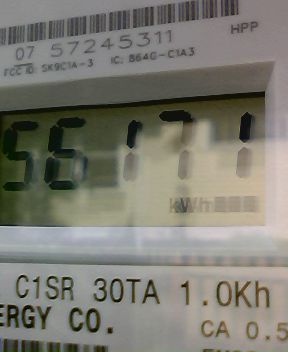 HPP
07 57245311
FCC ID: SK9C1A-3 IC: 864G-C1A3
56171
kWh
C1SR 30TA 1.0Kh
ERGY CO.
CA 0.5